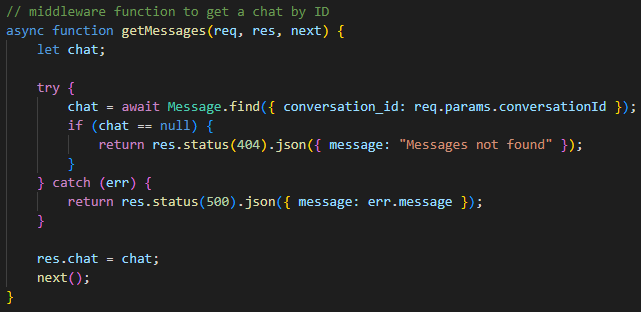 // middleware function to get a chat by ID
async function getMessages(req, res, next) {
    let chat;

    try {
        chat = await Message.find({ conversation_id: req.params.conversationId });
        if (chat == null) {
            return res.status(404).json({ message: "Messages not found" });
        }
    } catch (err) {
        return res.status(500).json({ message: err.message });
    }

    res.chat = chat;
    next();
}